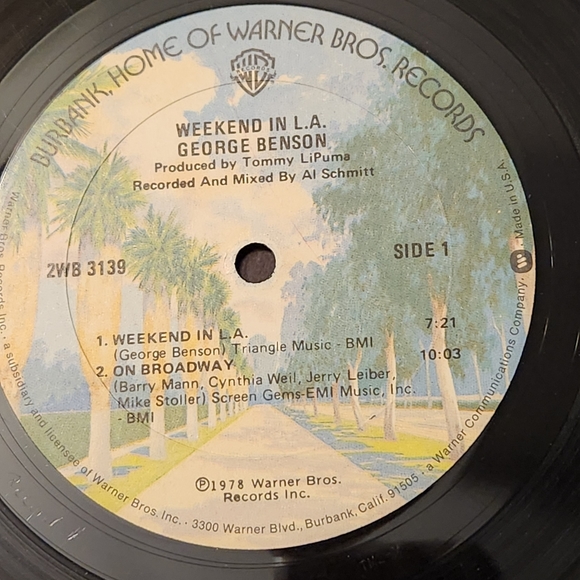 BURBANK, HOME OF WARNER BROS. RECORDS
WEEKEND IN L.A.
GEORGE BENSON
Produced by Tommy LiPuma
Recorded And Mixed By Al Schmitt
2WB 3139
SIDE 1
1. WEEKEND IN L.A. 7:21
(George Benson) Triangle Music - BMI
2. ON BROADWAY 10:03
(Barry Mann, Cynthia Weil, Jerry Leiber,
Mike Stoller) Screen Gems-EMI Music, Inc.
- BMI
Ⓟ1978 Warner Bros.
Records Inc.
Warner Bros. Records Inc. · a subsidiary and licensee of Warner Bros. Inc. · 3300 Warner Blvd., Burbank, Calif. 91505 · a Warner Communications Company · Made in U.S.A.